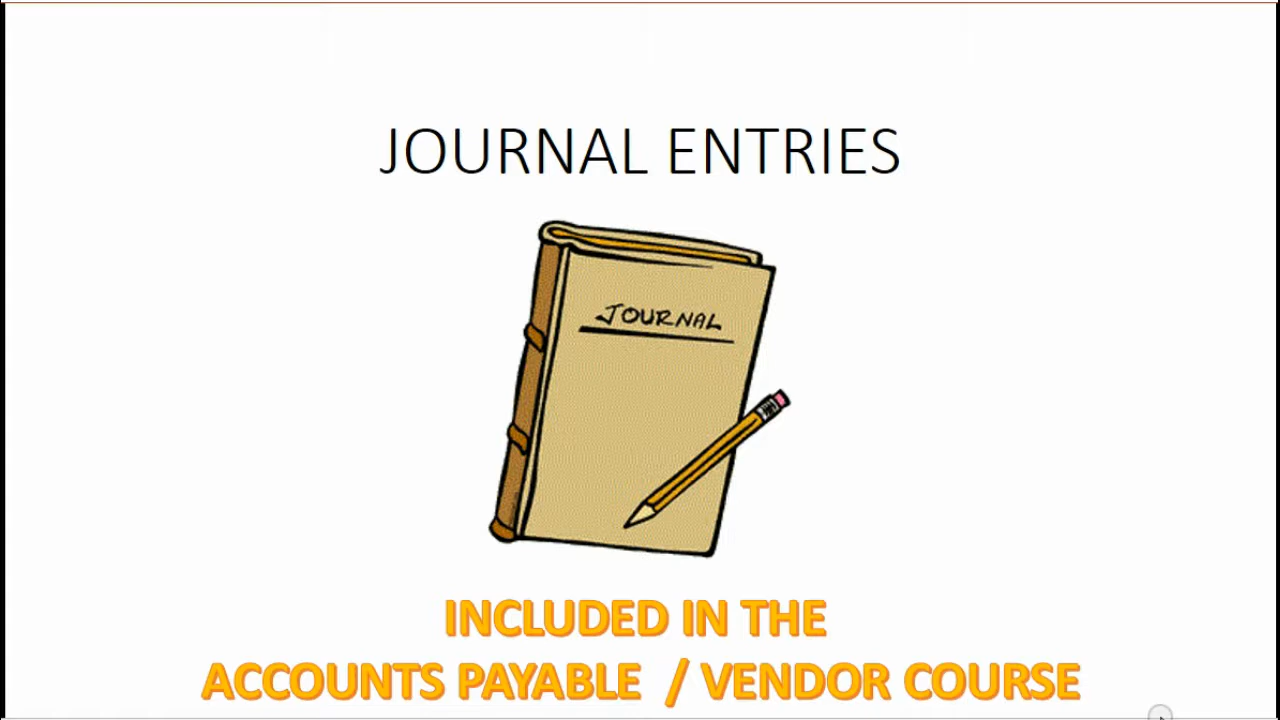 JOURNAL ENTRIES
JOURNAL
INCLUDED IN THE
ACCOUNTS PAYABLE / VENDOR COURSE